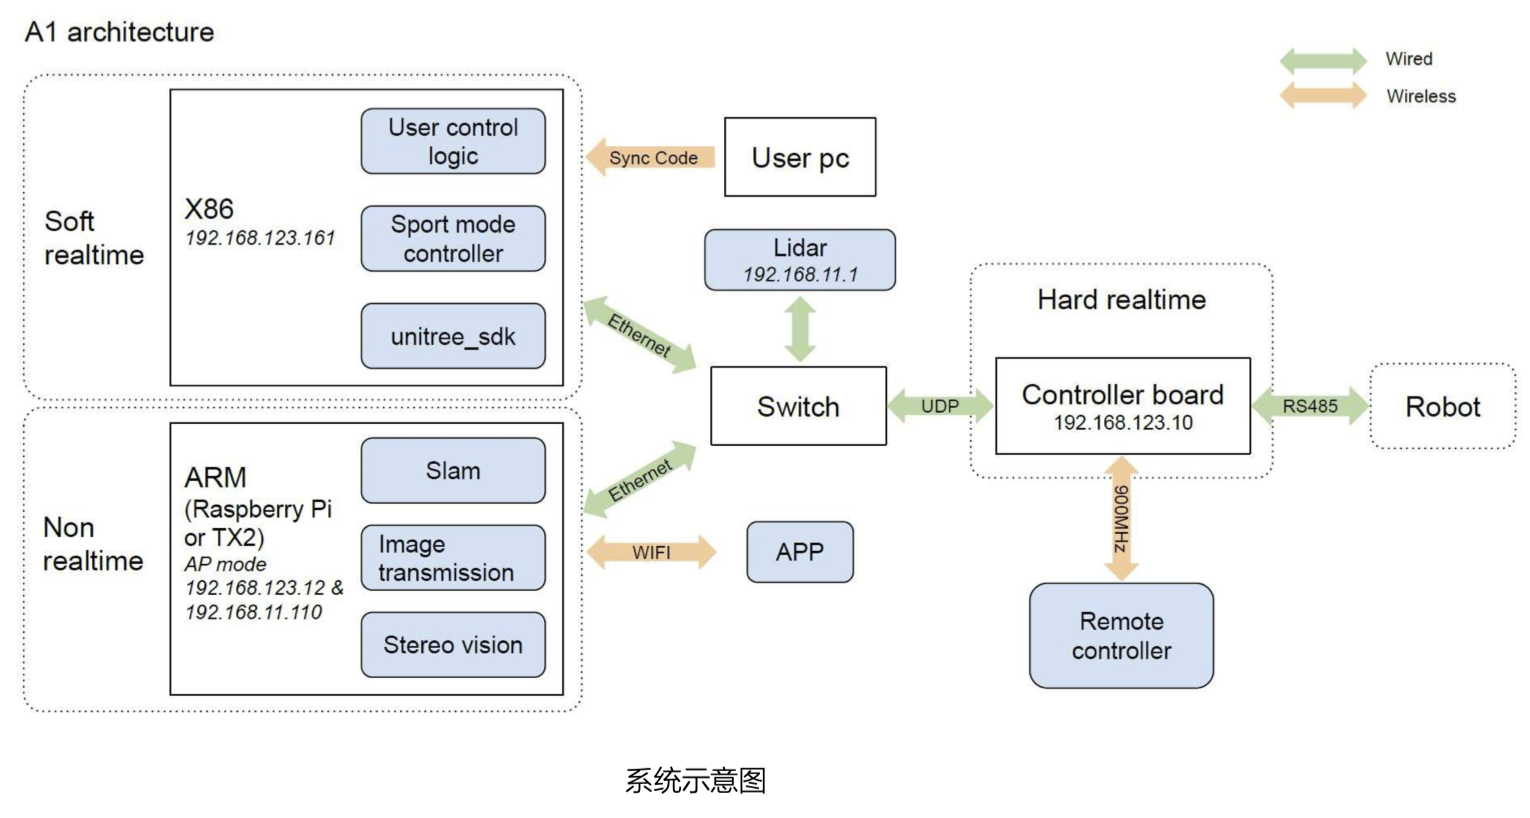 A1 architecture
Wired
Wireless
Soft
realtime
X86
192.168.123.161
User control
logic
Sport mode
controller
unitree_sdk
Sync Code
User pc
Lidar
192.168.11.1
Ethernet
Switch
UDP
Hard realtime
Controller board
192.168.123.10
RS485
Robot
900MHz
Remote
controller
Non
realtime
ARM
(Raspberry Pi
or TX2)
AP mode
192.168.123.12 &
192.168.11.110
Slam
Image
transmission
Stereo vision
Ethernet
WIFI
APP
系统示意图